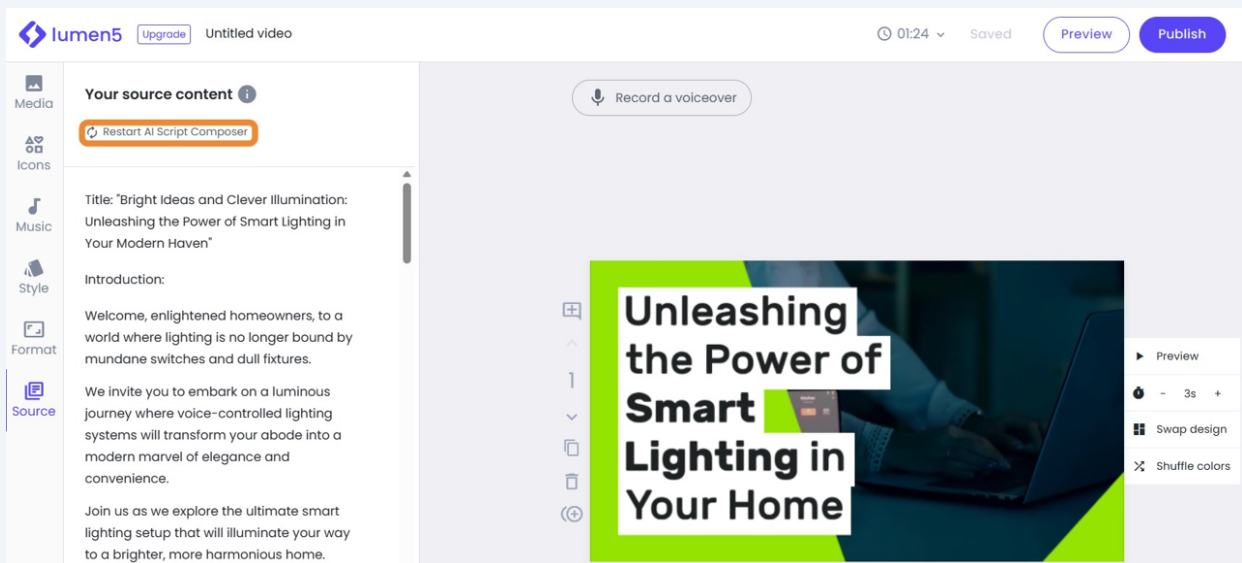 lumen5
Upgrade
Untitled video
01:24
Saved
Preview
Publish
Media
Icons
Music
Style
Format
Source
Your source content
Restart AI Script Composer
Title: "Bright Ideas and Clever Illumination:
Unleashing the Power of Smart Lighting in
Your Modern Haven"
Introduction:
Welcome, enlightened homeowners, to a
world where lighting is no longer bound by
mundane switches and dull fixtures.
We invite you to embark on a luminous
journey where voice-controlled lighting
systems will transform your abode into a
modern marvel of elegance and
convenience.
Join us as we explore the ultimate smart
lighting setup that will illuminate your way
to a brighter, more harmonious home.
Record a voiceover
1
Unleashing
the Power of
Smart
Lighting in
Your Home
Preview
- 3s +
Swap design
Shuffle colors